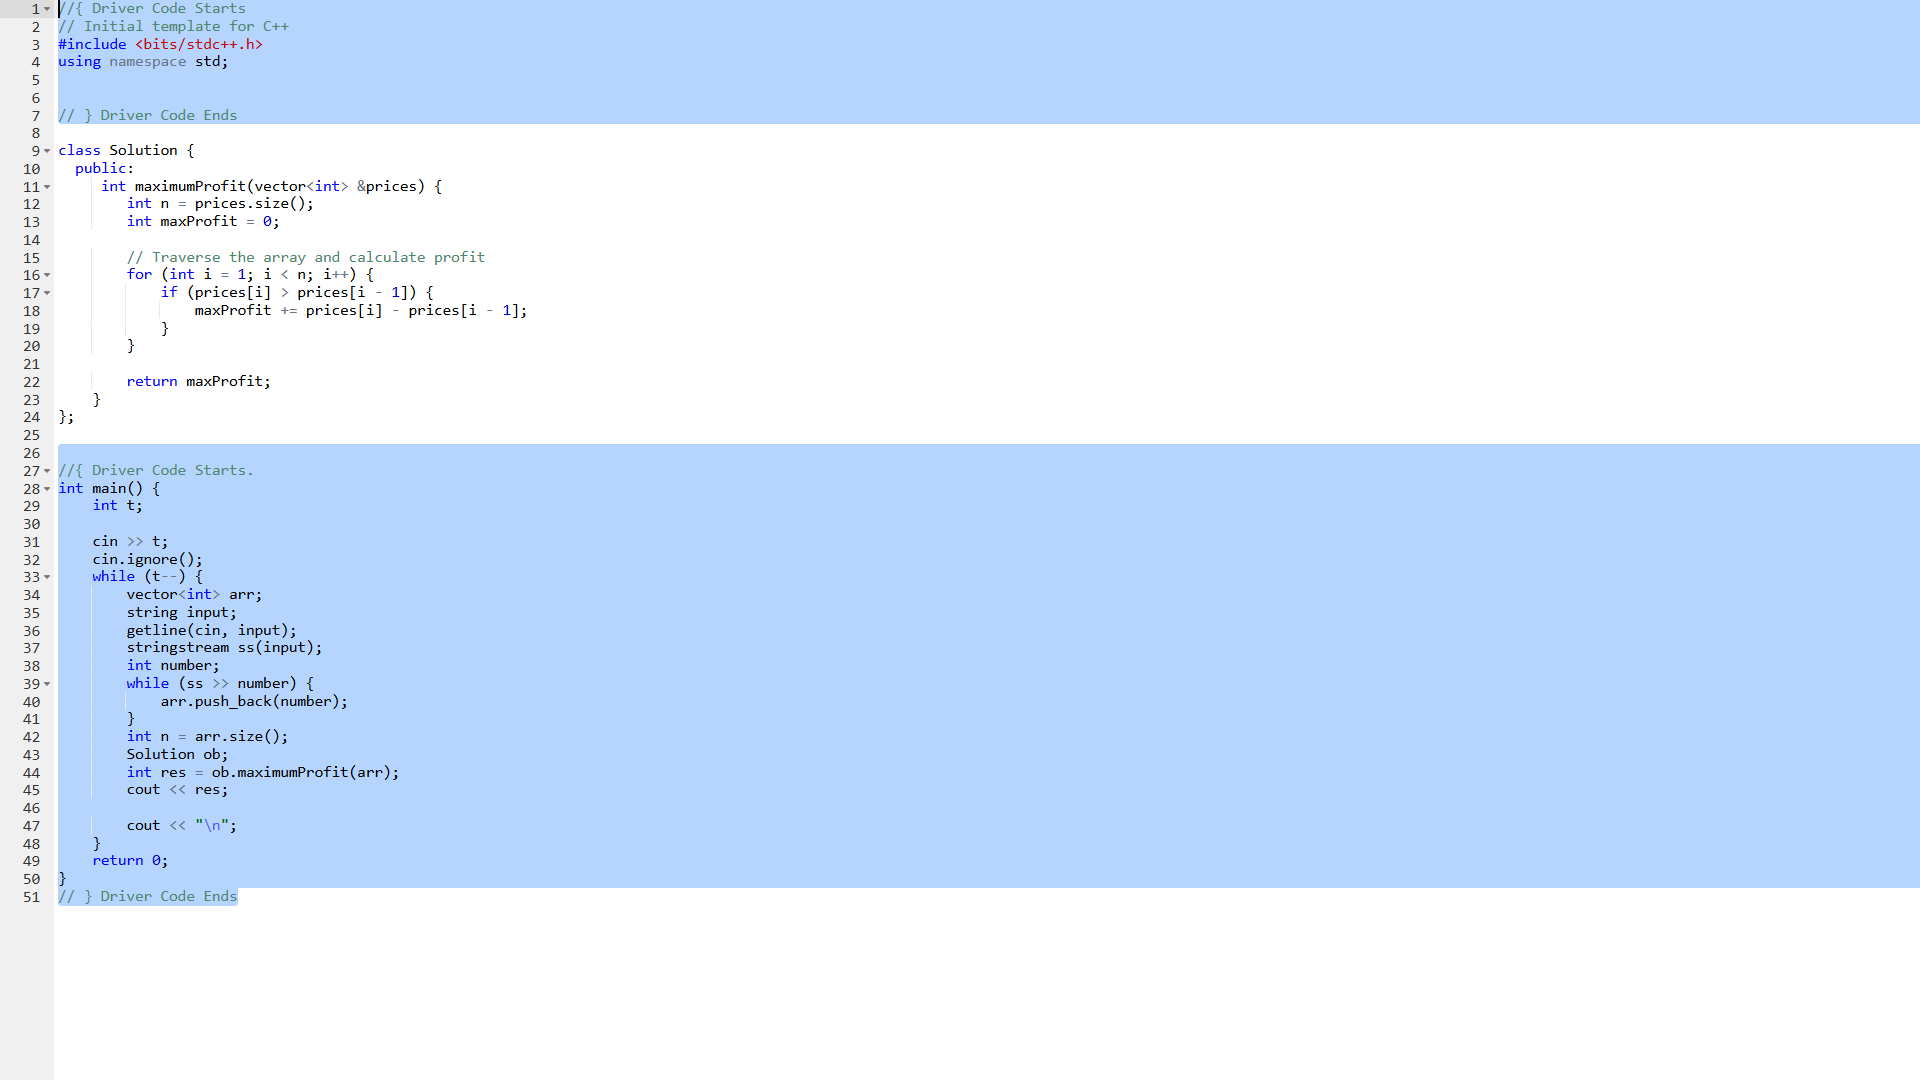 1 //{ Driver Code Starts
2 // Initial template for C++
3 #include <bits/stdc++.h>
4 using namespace std;
5
6
7 // } Driver Code Ends
8
9 class Solution {
10   public:
11      int maximumProfit(vector<int> &prices) {
12         int n = prices.size();
13         int maxProfit = 0;
14
15         // Traverse the array and calculate profit
16         for (int i = 1; i < n; i++) {
17             if (prices[i] > prices[i - 1]) {
18                 maxProfit += prices[i] - prices[i - 1];
19             }
20         }
21
22         return maxProfit;
23     }
24 };
25
26
27 //{ Driver Code Starts.
28 int main() {
29     int t;
30
31     cin >> t;
32     cin.ignore();
33     while (t--) {
34         vector<int> arr;
35         string input;
36         getline(cin, input);
37         stringstream ss(input);
38         int number;
39         while (ss >> number) {
40             arr.push_back(number);
41         }
42         int n = arr.size();
43         Solution ob;
44         int res = ob.maximumProfit(arr);
45         cout << res;
46
47         cout << "\n";
48     }
49     return 0;
50 }
51 // } Driver Code Ends